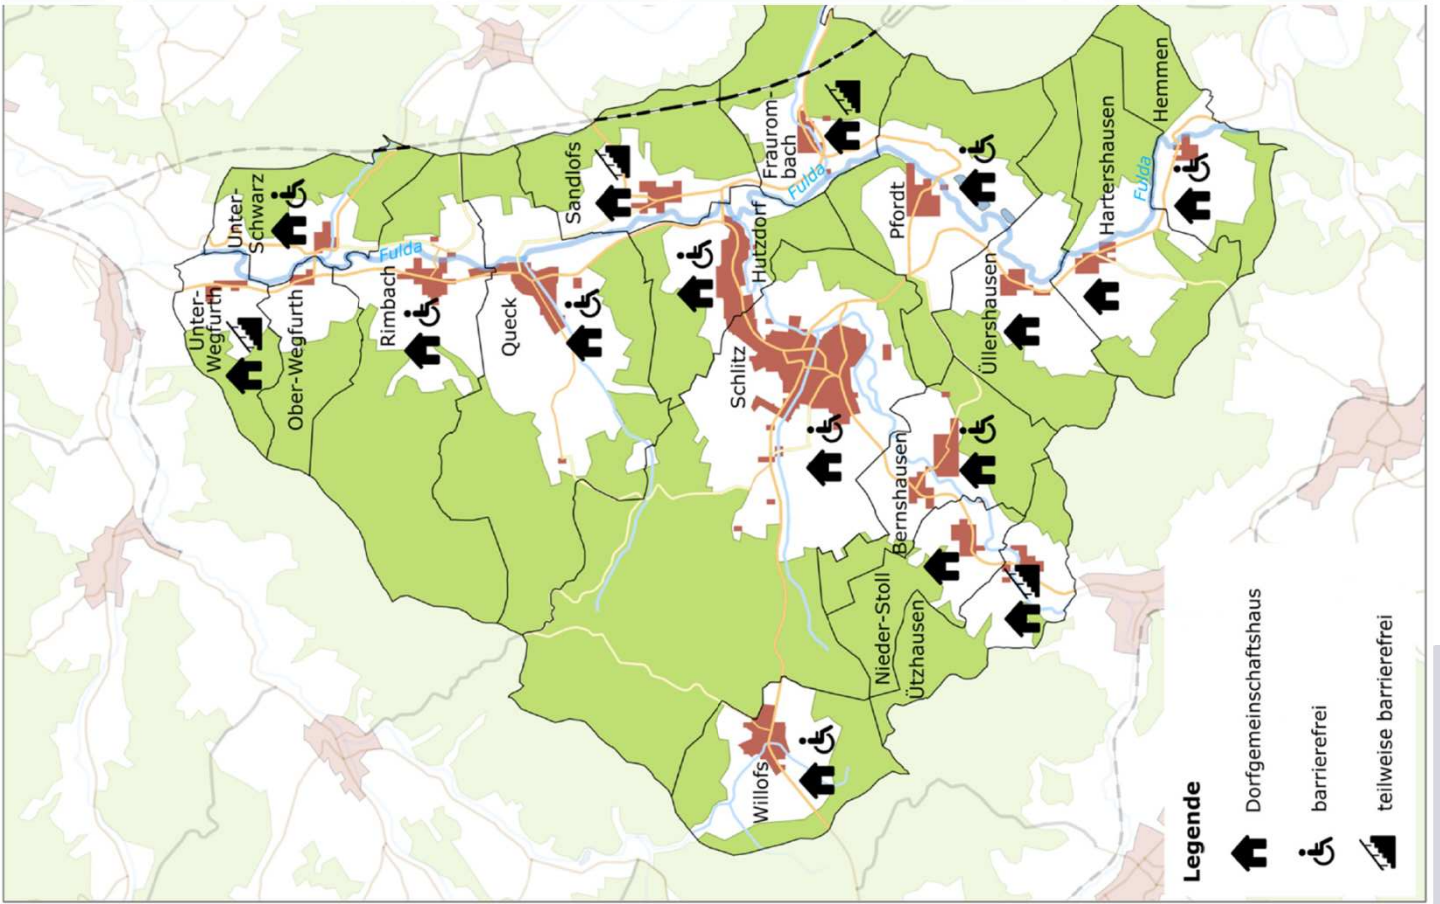 Unter-
Schwarz
Unter-
Wegfurth
Ober-Wegfurth
Rimbach
Fulda
Queck
Sandlofs
Fraurom-
bach
Fulda
Hutzdorf
Schlitz
Pfordt
Üllershausen
Hartershausen
Hemmen
Fulda
Bernshausen
Nieder-Stoll
Ützhausen
Willofs
Legende
Dorfgemeinschaftshaus
barrierefrei
teilweise barrierefrei